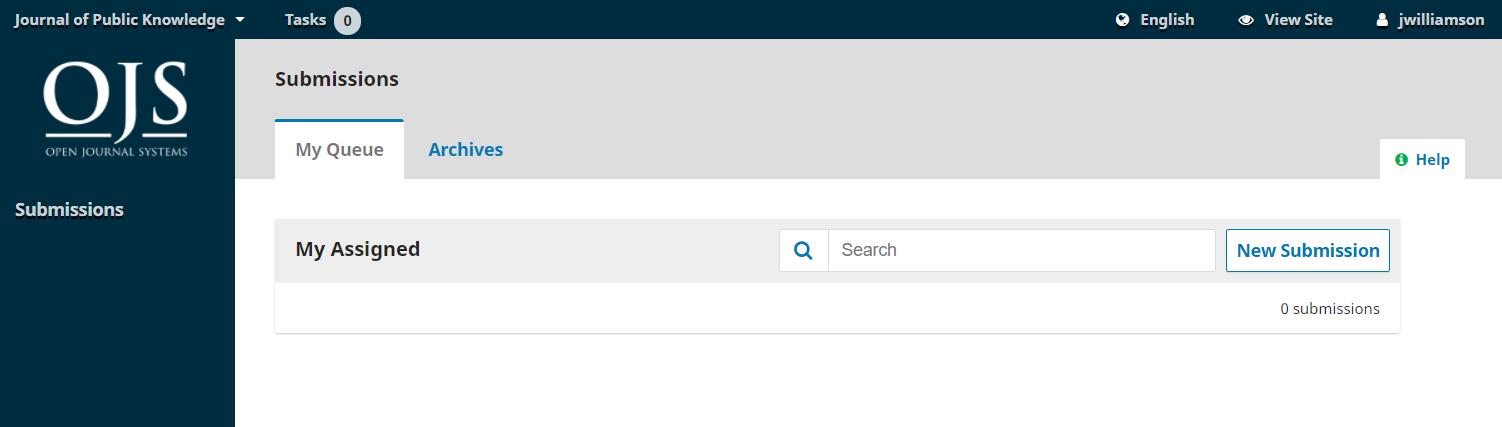 Journal of Public Knowledge Tasks 0 English View Site jwilliamson
OJS
OPEN JOURNAL SYSTEMS
Submissions
Submissions
My Queue Archives
Help
My Assigned Search New Submission
0 submissions